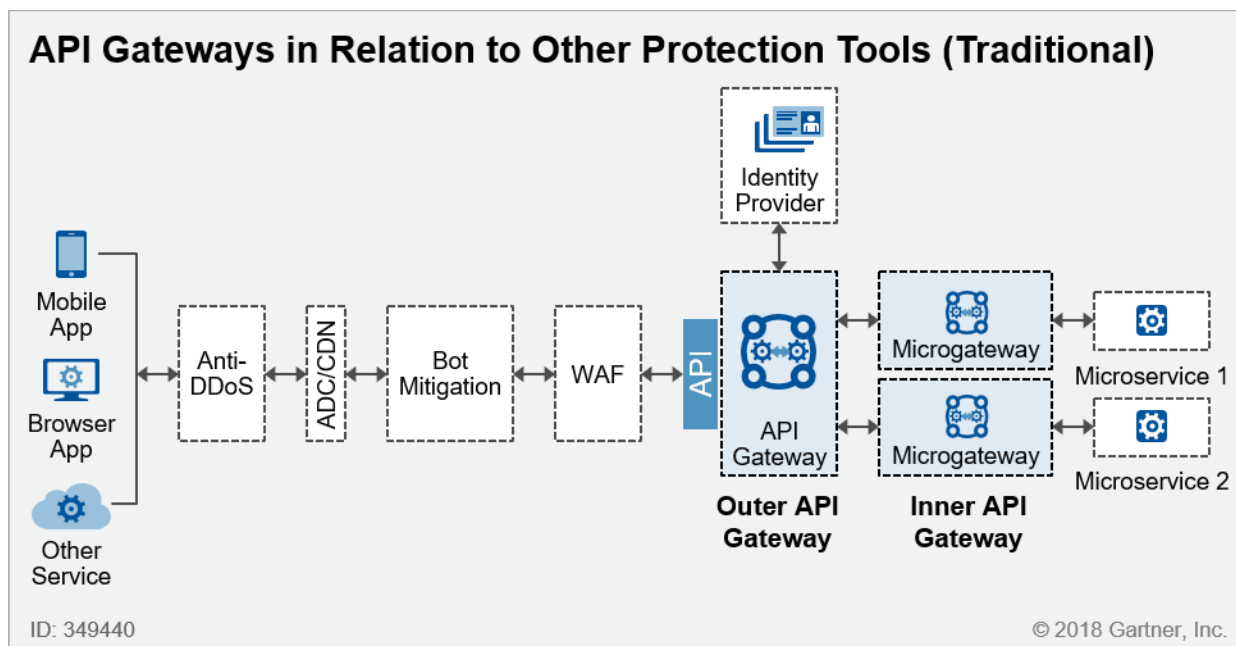 API Gateways in Relation to Other Protection Tools (Traditional)
Identity
Provider
Mobile
App
Browser
App
Other
Service
Anti-
DDoS
ADC/CDN
Bot
Mitigation
WAF
API
API
Gateway
Outer API
Gateway
Microgateway
Microgateway
Inner API
Gateway
Microservice 1
Microservice 2
ID: 349440
© 2018 Gartner, Inc.